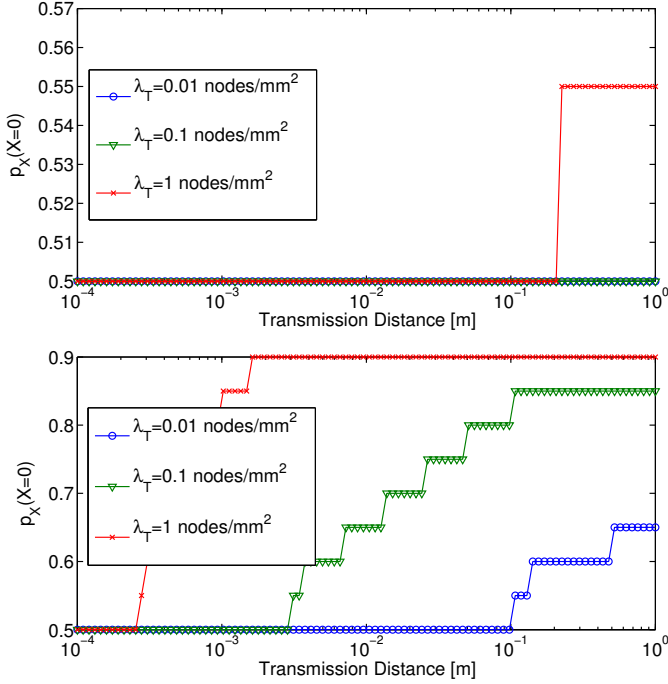 0.57
0.56
0.55
0.54
0.53
0.52
0.51
0.5
p_X(X=0)
λ_T=0.01 nodes/mm^2
λ_T=0.1 nodes/mm^2
λ_T=1 nodes/mm^2
10^−4 10^−3 10^−2 10^−1 10^0
Transmission Distance [m]
0.9
0.8
0.7
0.6
0.5
p_X(X=0)
λ_T=0.01 nodes/mm^2
λ_T=0.1 nodes/mm^2
λ_T=1 nodes/mm^2
10^−4 10^−3 10^−2 10^−1 10^0
Transmission Distance [m]